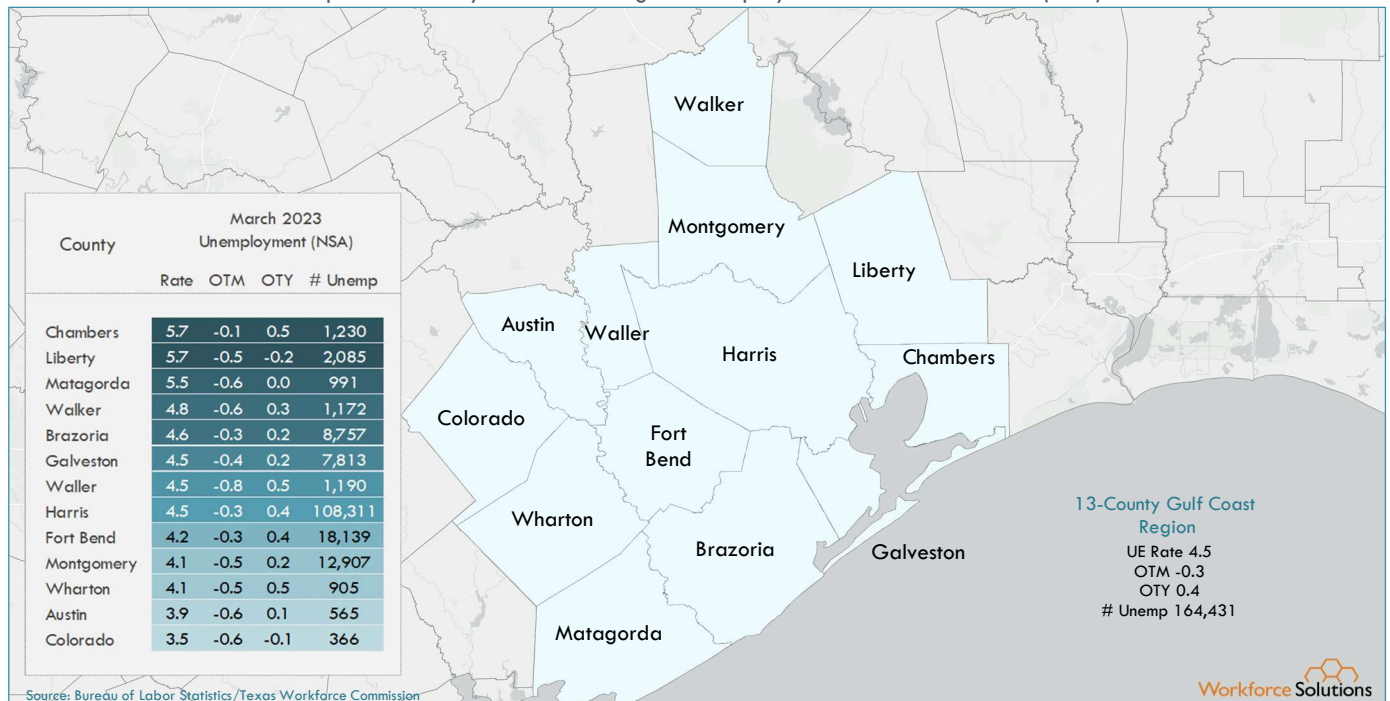 Walker
Montgomery
Liberty
Austin
Waller
Harris
Chambers
Colorado
Fort
Bend
Wharton
Brazoria
Galveston
Matagorda
County
March 2023
Unemployment (NSA)
Rate OTM OTY # Unemp
Chambers 5.7 -0.1 0.5 1,230
Liberty 5.7 -0.5 -0.2 2,085
Matagorda 5.5 -0.6 0.0 991
Walker 4.8 -0.6 0.3 1,172
Brazoria 4.6 -0.3 0.2 8,757
Galveston 4.5 -0.4 0.2 7,813
Waller 4.5 -0.8 0.5 1,190
Harris 4.5 -0.3 0.4 108,311
Fort Bend 4.2 -0.3 0.4 18,139
Montgomery 4.1 -0.5 0.2 12,907
Wharton 4.1 -0.5 0.5 905
Austin 3.9 -0.6 0.1 565
Colorado 3.5 -0.6 -0.1 366
13-County Gulf Coast
Region
UE Rate 4.5
OTM -0.3
OTY 0.4
# Unemp 164,431
Source: Bureau of Labor Statistics/Texas Workforce Commission
Workforce Solutions